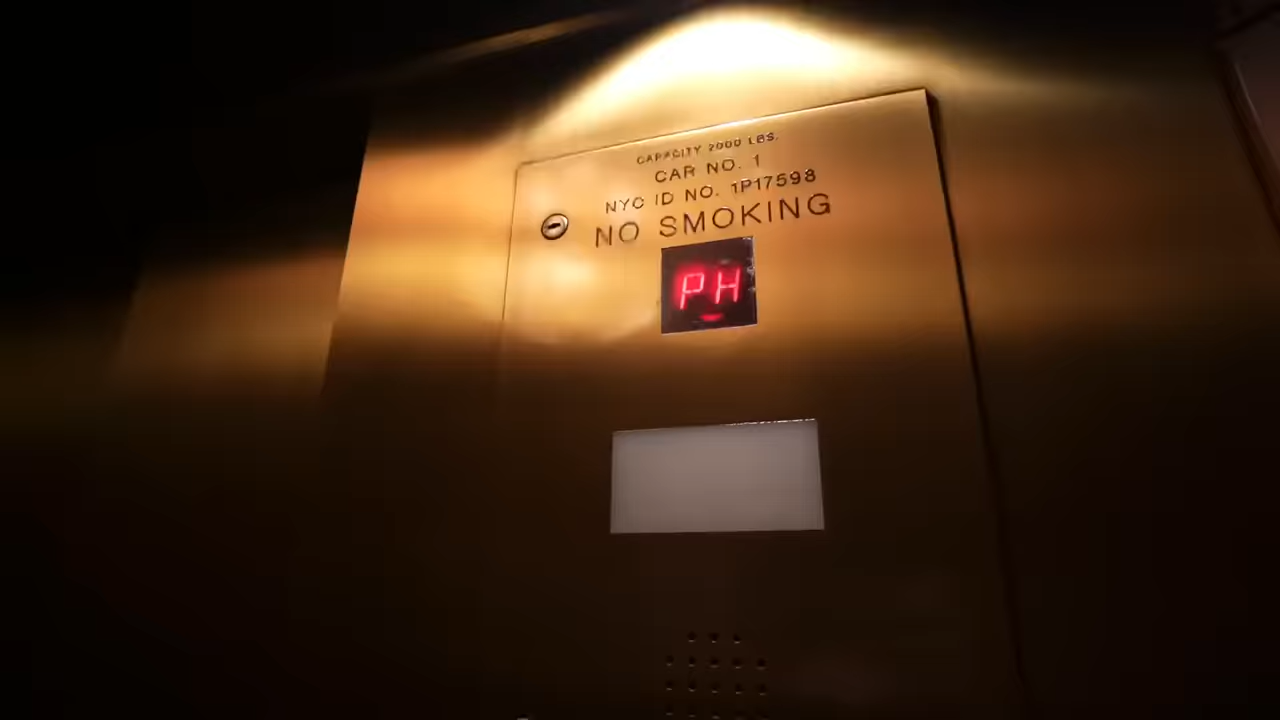 CAPACITY 2000 LBS.
CAR NO. 1
NYC ID NO. 1P17598
NO SMOKING
PH